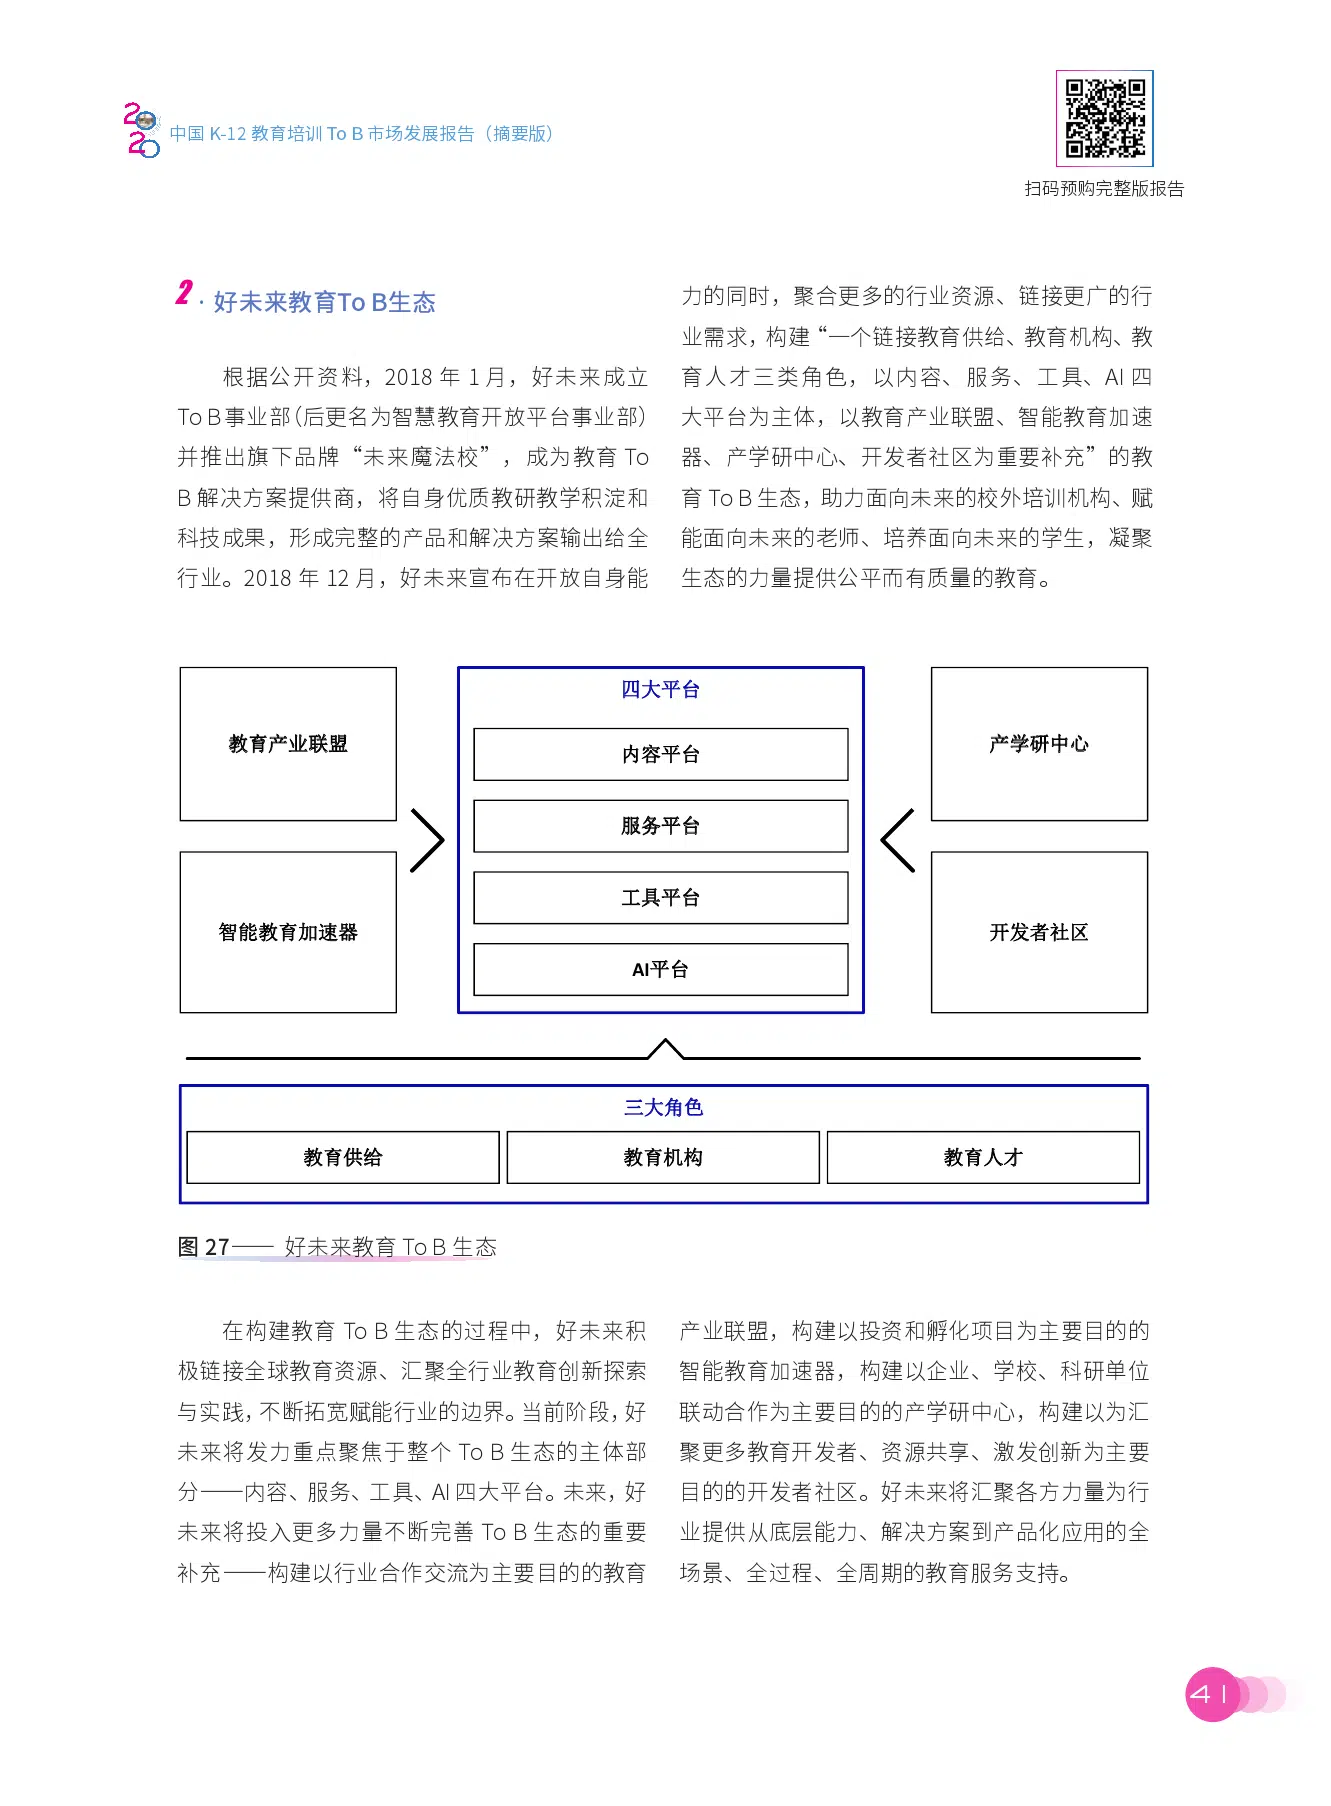 2020
中国 K-12 教育培训 To B 市场发展报告（摘要版）
扫码预购完整版报告
2 · 好未来教育To B生态
根据公开资料，2018 年 1 月，好未来成立
To B 事业部（后更名为智慧教育开放平台事业部）
并推出旗下品牌“未来魔法校”，成为教育 To
B 解决方案提供商，将自身优质教研教学积淀和
科技成果，形成完整的产品和解决方案输出给全
行业。2018 年 12 月，好未来宣布在开放自身能
力的同时，聚合更多的行业资源、链接更广的行
业需求，构建“一个链接教育供给、教育机构、教
育人才三类角色，以内容、服务、工具、AI 四
大平台为主体，以教育产业联盟、智能教育加速
器、产学研中心、开发者社区为重要补充”的教
育 To B 生态，助力面向未来的校外培训机构、赋
能面向未来的老师、培养面向未来的学生，凝聚
生态的力量提供公平而有质量的教育。
教育产业联盟
智能教育加速器
四大平台
内容平台
服务平台
工具平台
AI平台
产学研中心
开发者社区
三大角色
教育供给
教育机构
教育人才
图 27—— 好未来教育 To B 生态
在构建教育 To B 生态的过程中，好未来积
极链接全球教育资源、汇聚全行业教育创新探索
与实践，不断拓宽赋能行业的边界。当前阶段，好
未来将发力重点聚焦于整个 To B 生态的主体部
分——内容、服务、工具、AI 四大平台。未来，好
未来将投入更多力量不断完善 To B 生态的重要
补充——构建以行业合作交流为主要目的的教育
产业联盟，构建以投资和孵化项目为主要目的的
智能教育加速器，构建以企业、学校、科研单位
联动合作为主要目的的产学研中心，构建以为汇
聚更多教育开发者、资源共享、激发创新为主要
目的的开发者社区。好未来将汇聚各方力量为行
业提供从底层能力、解决方案到产品化应用的全
场景、全过程、全周期的教育服务支持。
41